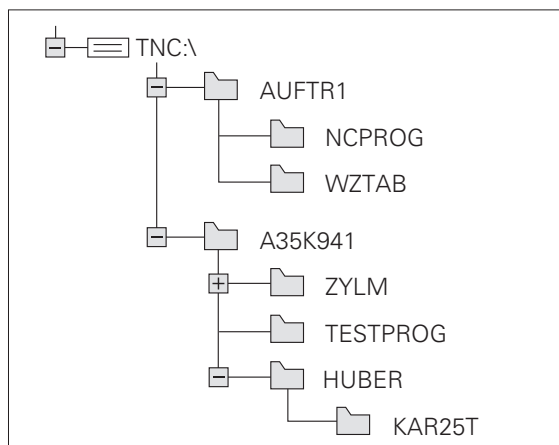 TNC:\
AUFTR1
NCPROG
WZTAB
A35K941
ZYLM
TESTPROG
HUBER
KAR25T